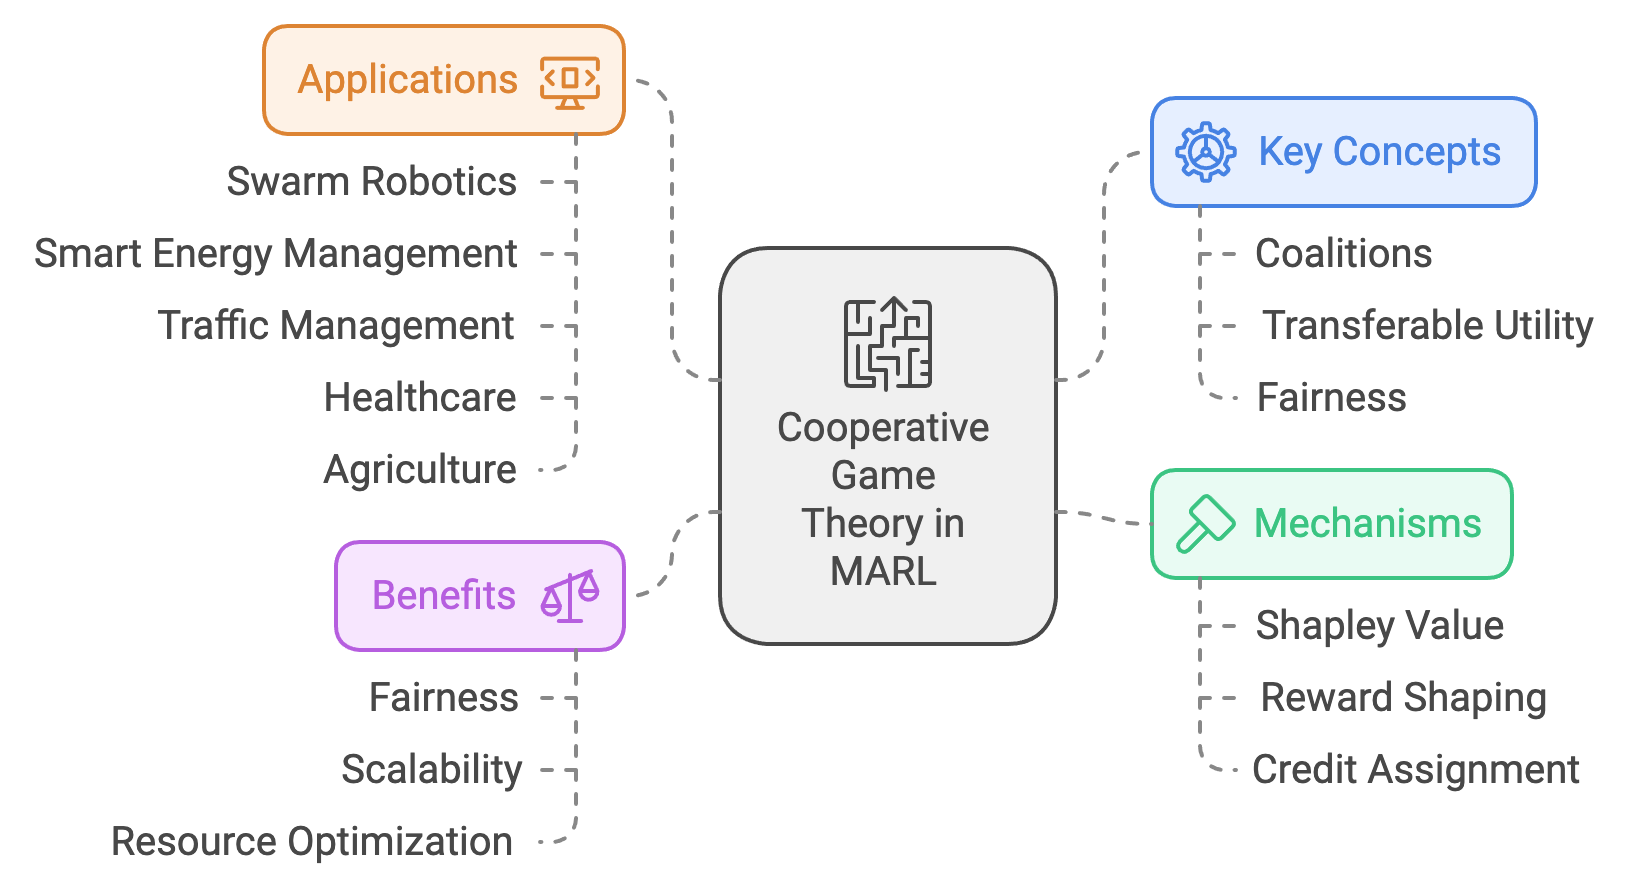 Applications
Swarm Robotics
Smart Energy Management
Traffic Management
Healthcare
Agriculture
Benefits
Fairness
Scalability
Resource Optimization
Cooperative
Game
Theory in
MARL
Key Concepts
Coalitions
Transferable Utility
Fairness
Mechanisms
Shapley Value
Reward Shaping
Credit Assignment